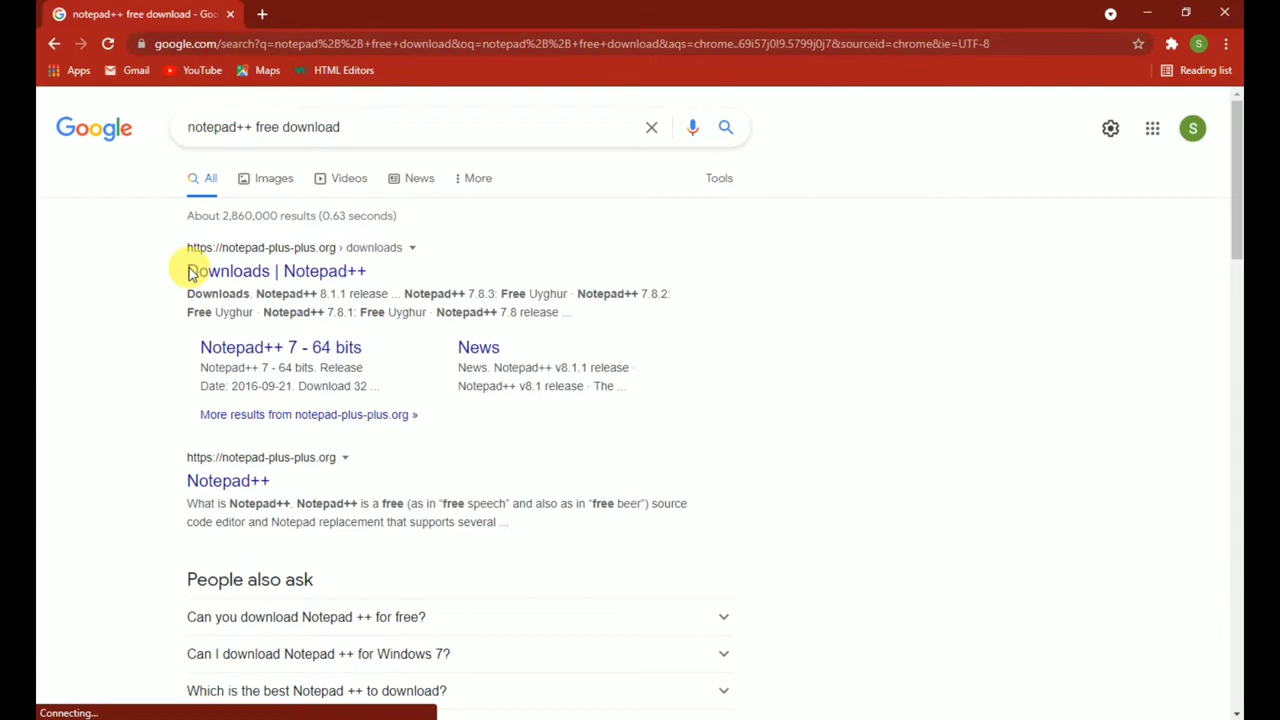 notepad++ free download - Goo
google.com/search?q=notepad%2B%2B+free+download&oq=notepad%2B%2B+free+download&aqs=chrome..69i57j0l9.5799j0j7&sourceid=chrome&ie=UTF-8
S
Apps Gmail YouTube Maps HTML Editors Reading list
Google notepad++ free download S
All Images Videos News More Tools
About 2,860,000 results (0.63 seconds)
https://notepad-plus-plus.org › downloads
Downloads | Notepad++
Downloads. Notepad++ 8.1.1 release ... Notepad++ 7.8.3: Free Uyghur · Notepad++ 7.8.2:
Free Uyghur · Notepad++ 7.8.1: Free Uyghur · Notepad++ 7.8 release ...
Notepad++ 7 - 64 bits News
Notepad++ 7 - 64 bits. Release News. Notepad++ v8.1.1 release ·
Date: 2016-09-21. Download 32 ... Notepad++ v8.1 release · The ...
More results from notepad-plus-plus.org »
https://notepad-plus-plus.org
Notepad++
What is Notepad++. Notepad++ is a free (as in “free speech” and also as in “free beer”) source
code editor and Notepad replacement that supports several ...
People also ask
Can you download Notepad ++ for free?
Can I download Notepad ++ for Windows 7?
Which is the best Notepad ++ to download?
Connecting...